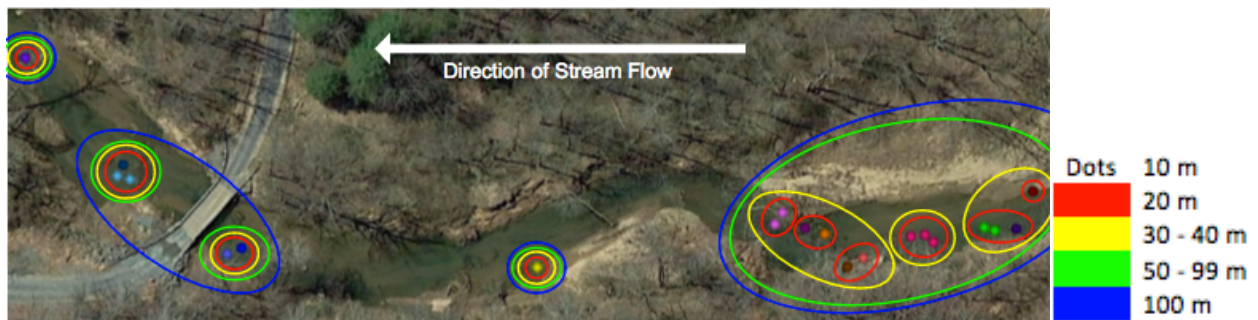 Direction of Stream Flow
Dots 10 m
20 m
30 - 40 m
50 - 99 m
100 m